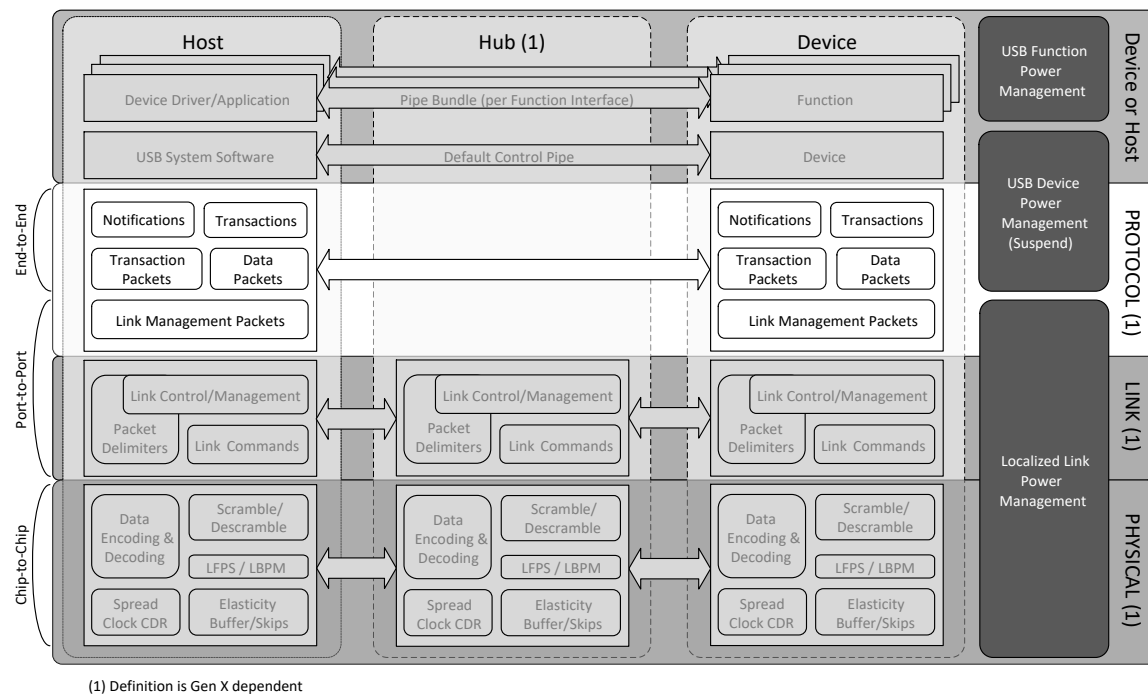 Host
Hub (1)
Device
Device Driver/Application
Pipe Bundle (per Function Interface)
Function
USB System Software
Default Control Pipe
Device
USB Function
Power
Management
Device or Host
End-to-End
Notifications
Transactions
Transaction
Packets
Data
Packets
Link Management Packets
Notifications
Transactions
Transaction
Packets
Data
Packets
Link Management Packets
USB Device
Power
Management
(Suspend)
PROTOCOL (1)
Port-to-Port
Link Control/Management
Packet
Delimiters
Link Commands
Link Control/Management
Packet
Delimiters
Link Commands
Link Control/Management
Packet
Delimiters
Link Commands
LINK (1)
Localized Link
Power
Management
Chip-to-Chip
Data
Encoding &
Decoding
Scramble/
Descramble
LFPS / LBPM
Spread
Clock CDR
Elasticity
Buffer/Skips
Data
Encoding &
Decoding
Scramble/
Descramble
LFPS / LBPM
Spread
Clock CDR
Elasticity
Buffer/Skips
Data
Encoding &
Decoding
Scramble/
Descramble
LFPS / LBPM
Spread
Clock CDR
Elasticity
Buffer/Skips
PHYSICAL (1)
(1) Definition is Gen X dependent